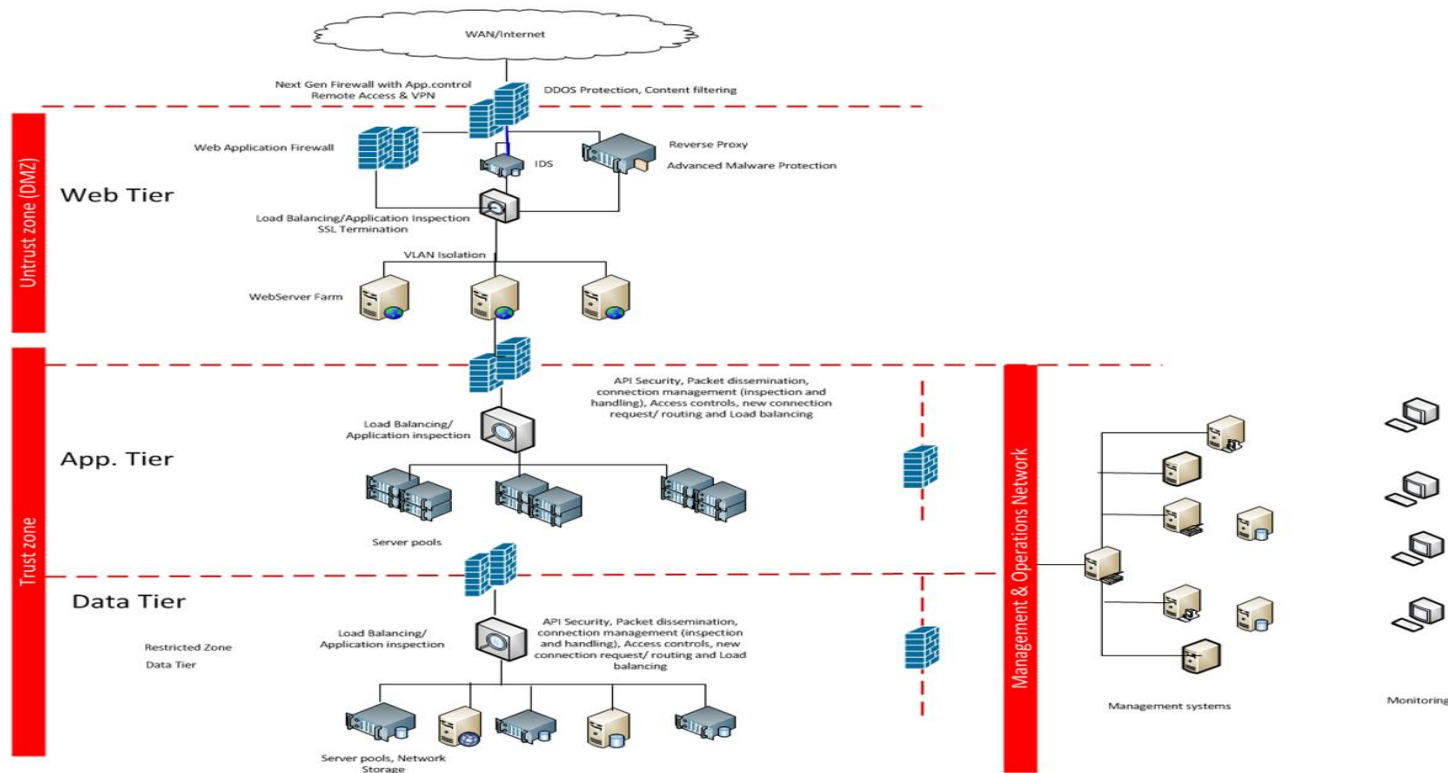 WAN/Internet
Next Gen Firewall with App.control
Remote Access & VPN
DDOS Protection, Content filtering
Untrust zone (DMZ)
Web Tier
Web Application Firewall
IDS
Reverse Proxy
Advanced Malware Protection
Load Balancing/Application Inspection
SSL Termination
VLAN Isolation
WebServer Farm
Trust zone
App. Tier
API Security, Packet dissemination,
connection management (inspection and
handling), Access controls, new connection
request/ routing and Load balancing
Load Balancing/
Application inspection
Server pools
Data Tier
Restricted Zone
Data Tier
Load Balancing/
Application inspection
API Security, Packet dissemination,
connection management (inspection
and handling), Access controls, new
connection request/ routing and Load
balancing
Server pools, Network
Storage
Management & Operations Network
Management systems
Monitoring